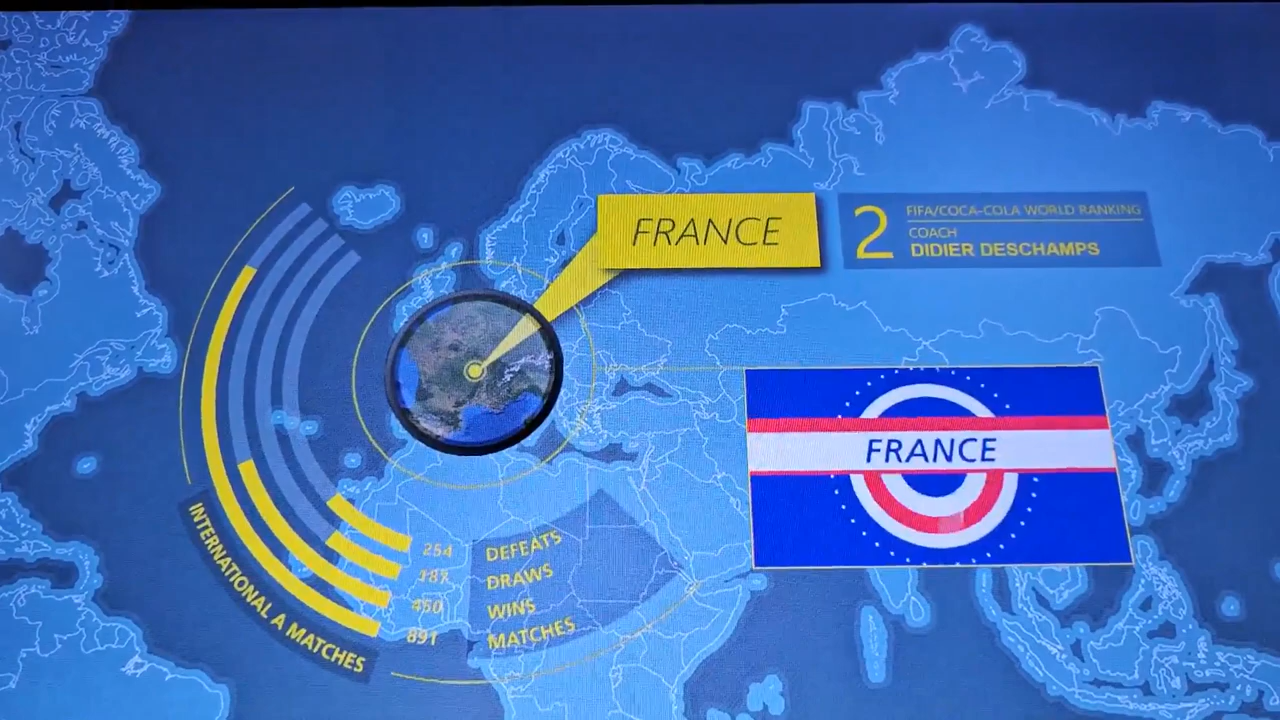 FRANCE
2
FIFA/COCA-COLA WORLD RANKING
COACH
DIDIER DESCHAMPS
FRANCE
254 DEFEATS
187 DRAWS
450 WINS
891 MATCHES
INTERNATIONAL A MATCHES